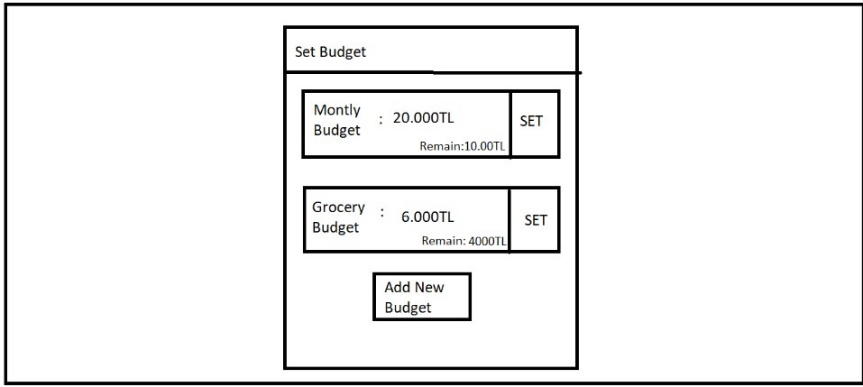 Set Budget
Montly
Budget
: 20.000TL
Remain:10.00TL
SET
Grocery
Budget
: 6.000TL
Remain: 4000TL
SET
Add New
Budget